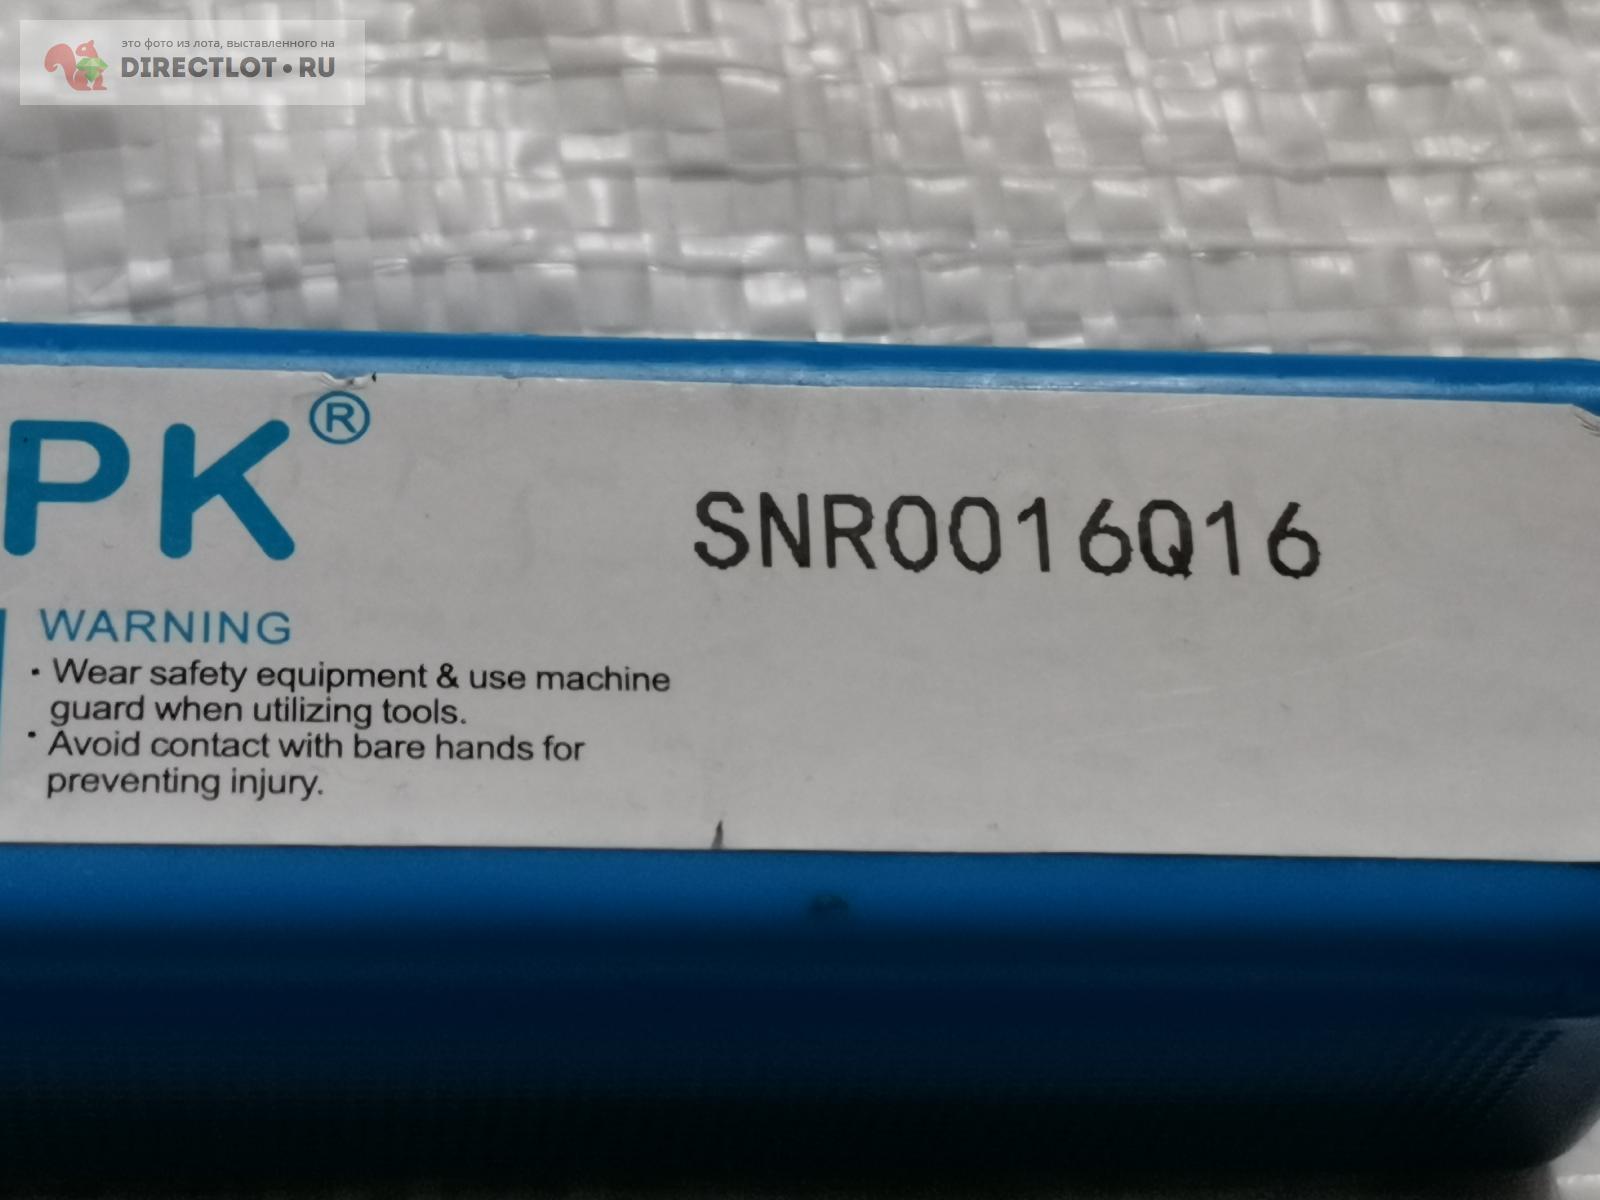 это фото из лота, выставленного на
DIRECTLOT•RU
PK®
SNR0016Q16
WARNING
· Wear safety equipment & use machine
guard when utilizing tools.
· Avoid contact with bare hands for
preventing injury.